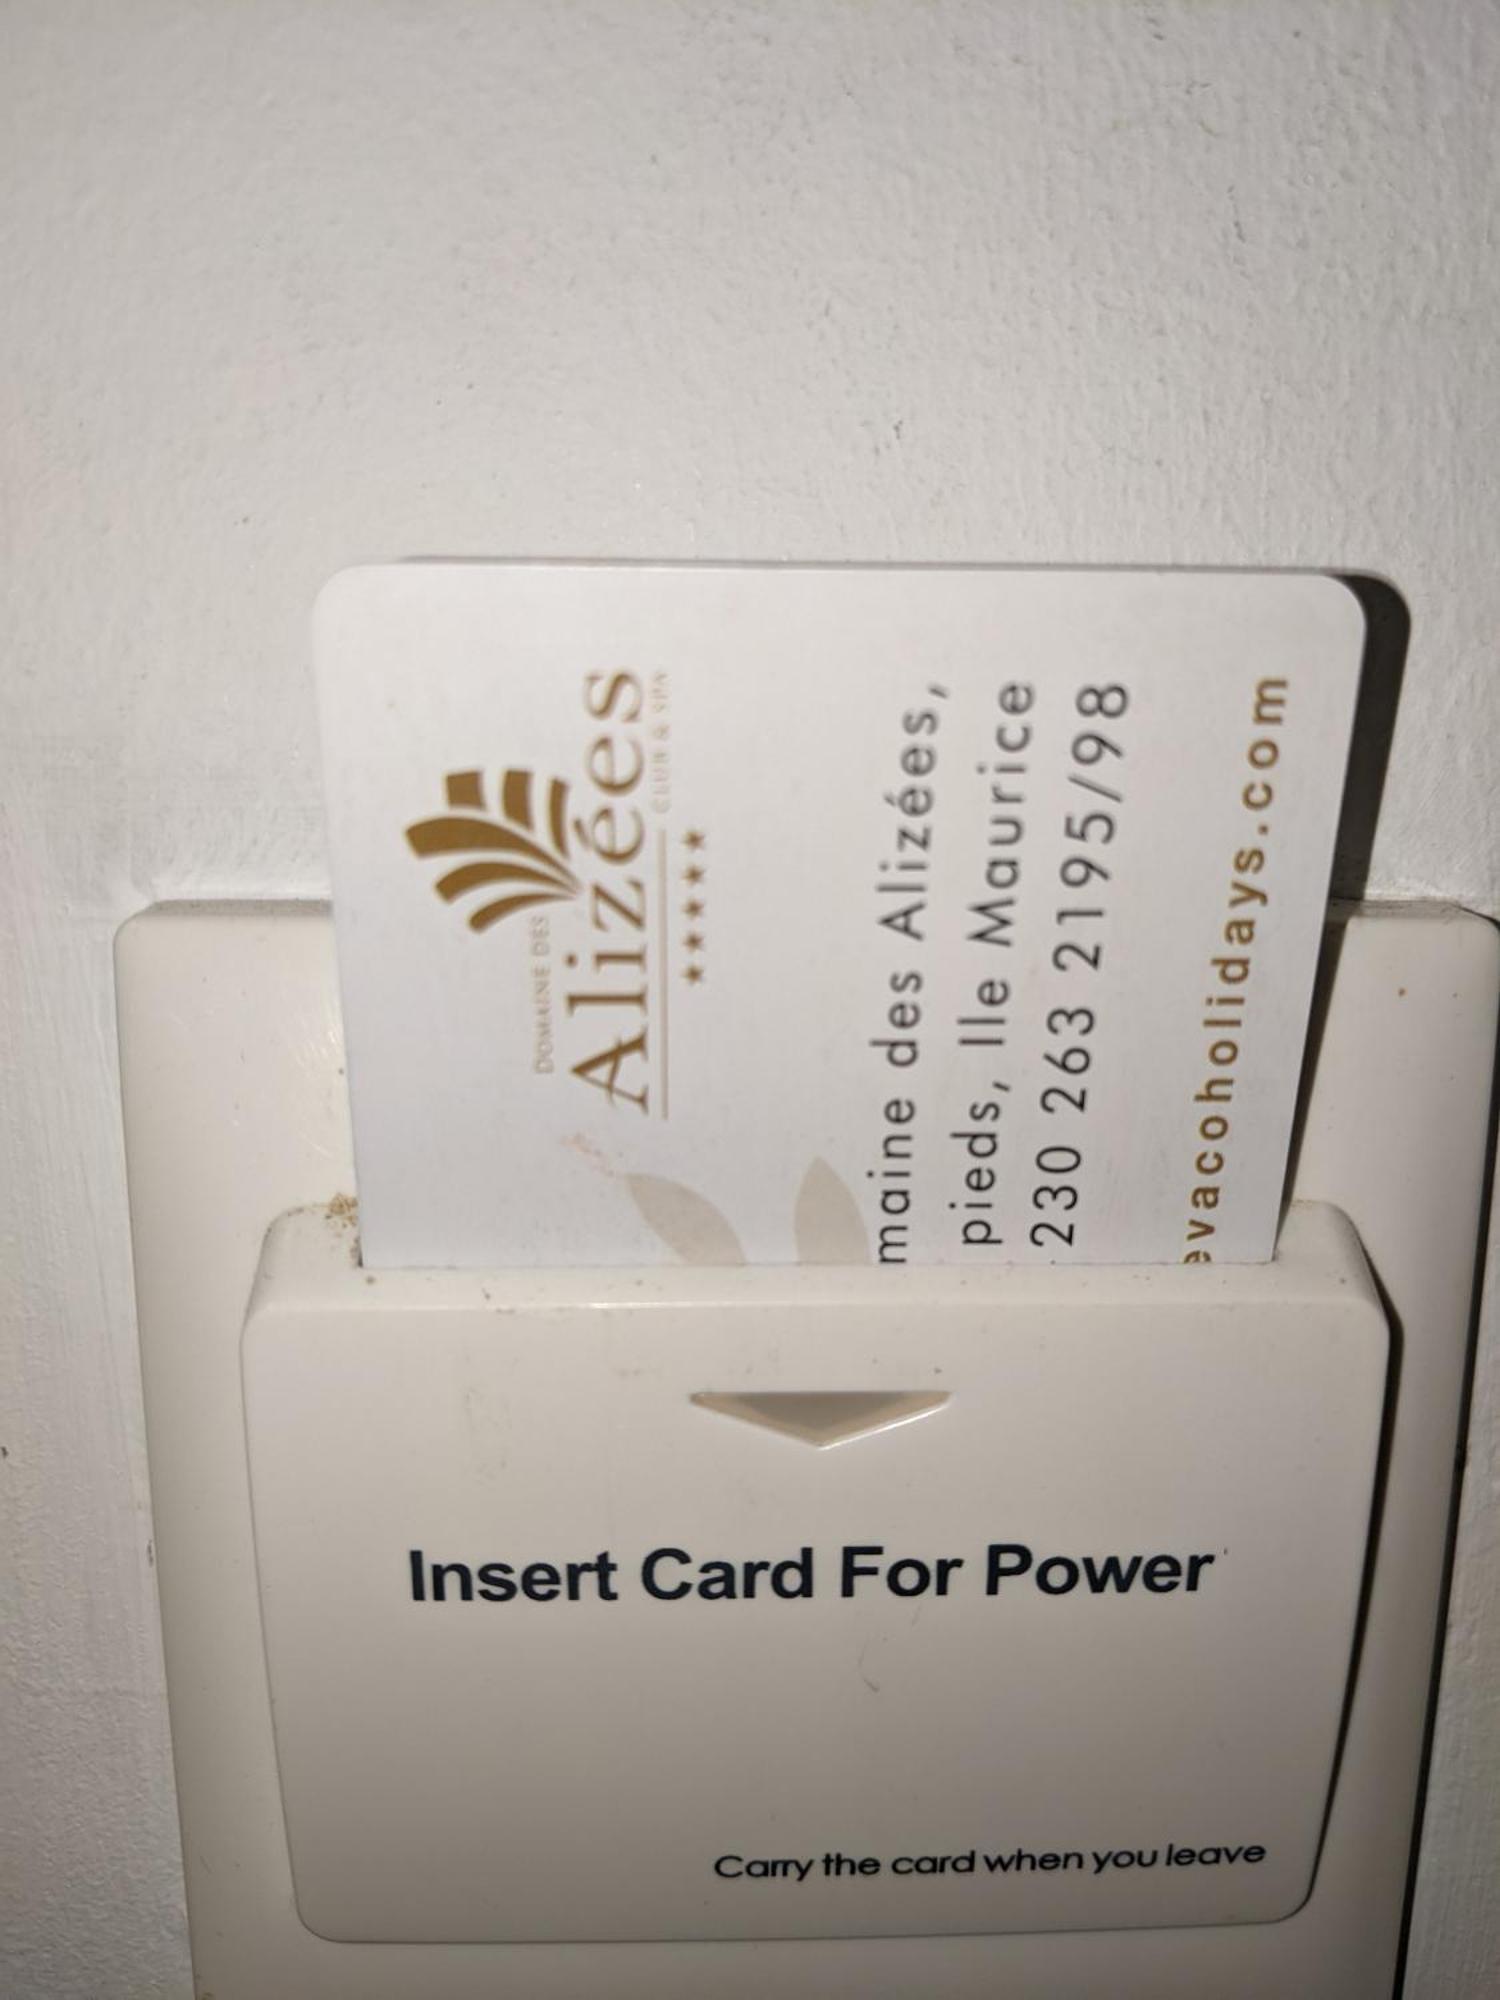 DOMAINE DES
Alizées
CLUB & SPA
★★★★★
maine des Alizées,
pieds, Ile Maurice
230 263 2195/98
evacoholidays.com
Insert Card For Power
Carry the card when you leave